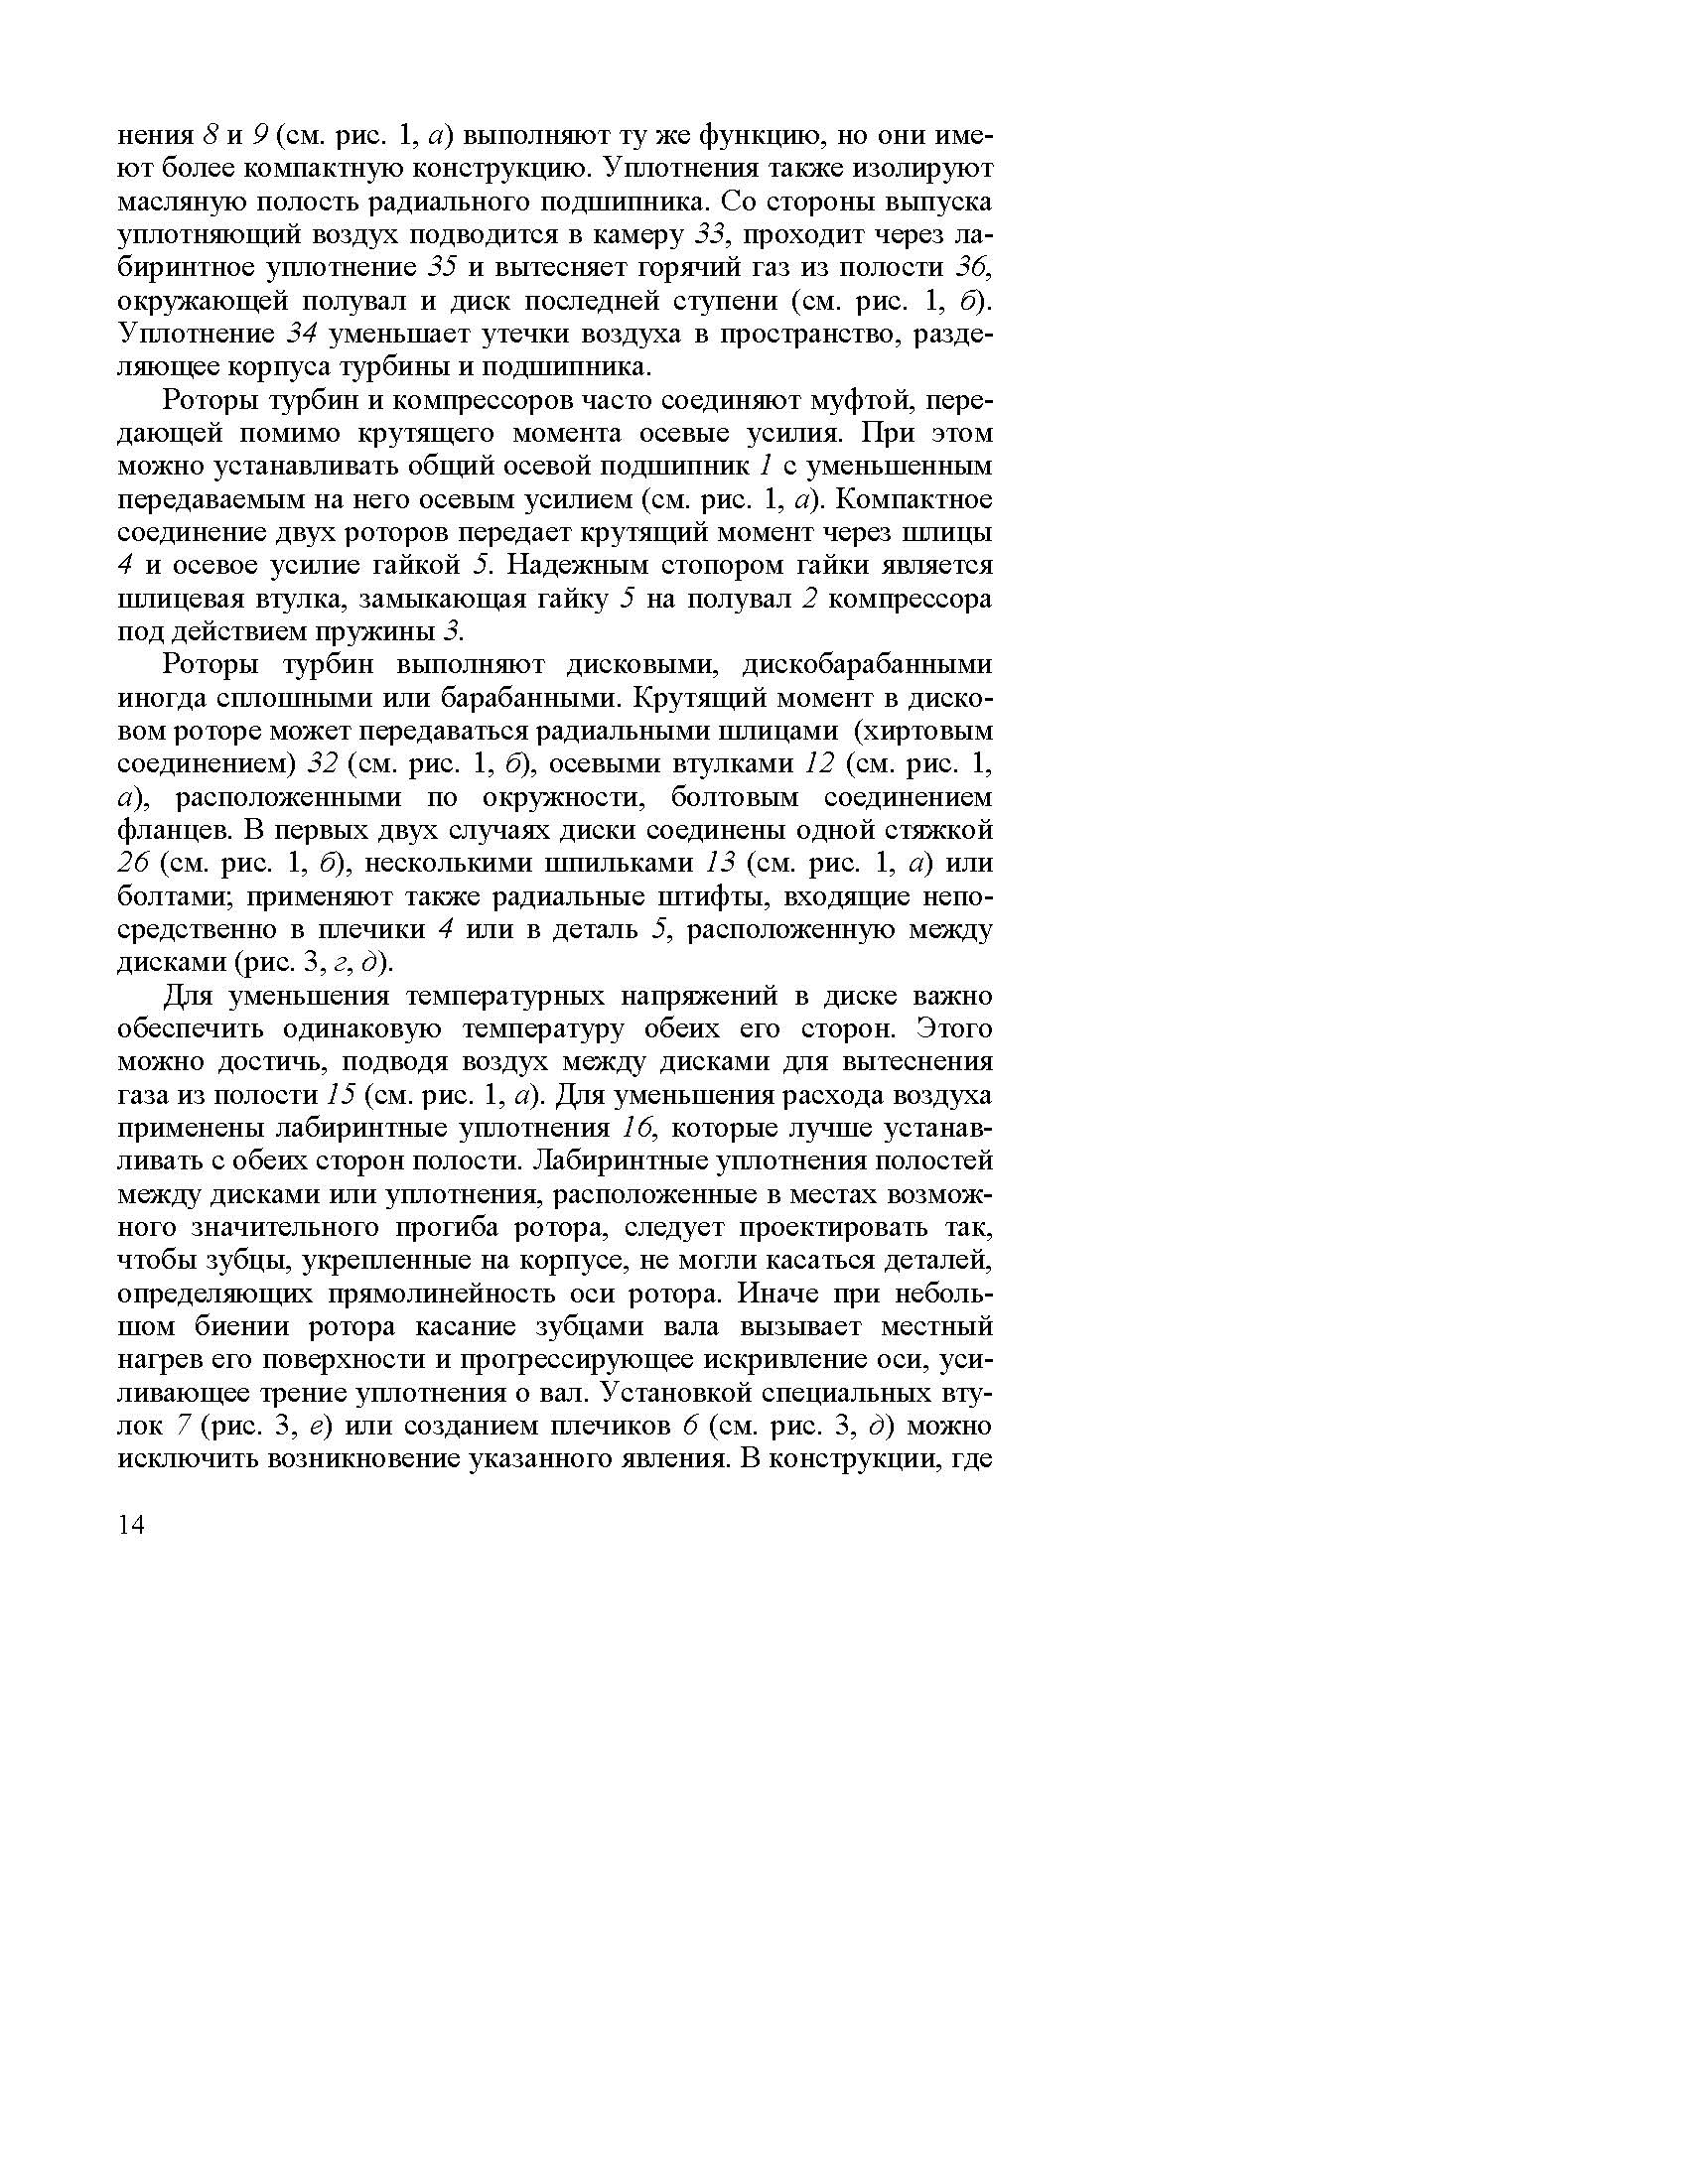 нения 8 и 9 (см. рис. 1, а) выполняют ту же функцию, но они име-
ют более компактную конструкцию. Уплотнения также изолируют
масляную полость радиального подшипника. Со стороны выпуска
уплотняющий воздух подводится в камеру 33, проходит через ла-
биринтное уплотнение 35 и вытесняет горячий газ из полости 36,
окружающей полувал и диск последней ступени (см. рис. 1, б).
Уплотнение 34 уменьшает утечки воздуха в пространство, разде-
ляющее корпуса турбины и подшипника.
Роторы турбин и компрессоров часто соединяют муфтой, пере-
дающей помимо крутящего момента осевые усилия. При этом
можно устанавливать общий осевой подшипник 1 с уменьшенным
передаваемым на него осевым усилием (см. рис. 1, а). Компактное
соединение двух роторов передает крутящий момент через шлицы
4 и осевое усилие гайкой 5. Надежным стопором гайки является
шлицевая втулка, замыкающая гайку 5 на полувал 2 компрессора
под действием пружины 3.
Роторы турбин выполняют дисковыми, дискобарабанными
иногда сплошными или барабанными. Крутящий момент в диско-
вом роторе может передаваться радиальными шлицами (хиртовым
соединением) 32 (см. рис. 1, б), осевыми втулками 12 (см. рис. 1,
а), расположенными по окружности, болтовым соединением
фланцев. В первых двух случаях диски соединены одной стяжкой
26 (см. рис. 1, б), несколькими шпильками 13 (см. рис. 1, а) или
болтами; применяют также радиальные штифты, входящие непо-
средственно в плечики 4 или в деталь 5, расположенную между
дисками (рис. 3, г, д).
Для уменьшения температурных напряжений в диске важно
обеспечить одинаковую температуру обеих его сторон. Этого
можно достичь, подводя воздух между дисками для вытеснения
газа из полости 15 (см. рис. 1, а). Для уменьшения расхода воздуха
применены лабиринтные уплотнения 16, которые лучше устанав-
ливать с обеих сторон полости. Лабиринтные уплотнения полостей
между дисками или уплотнения, расположенные в местах возмож-
ного значительного прогиба ротора, следует проектировать так,
чтобы зубцы, укрепленные на корпусе, не могли касаться деталей,
определяющих прямолинейность оси ротора. Иначе при неболь-
шом биении ротора касание зубцами вала вызывает местный
нагрев его поверхности и прогрессирующее искривление оси, уси-
ливающее трение уплотнения о вал. Установкой специальных вту-
лок 7 (рис. 3, е) или созданием плечиков 6 (см. рис. 3, д) можно
исключить возникновение указанного явления. В конструкции, где
14